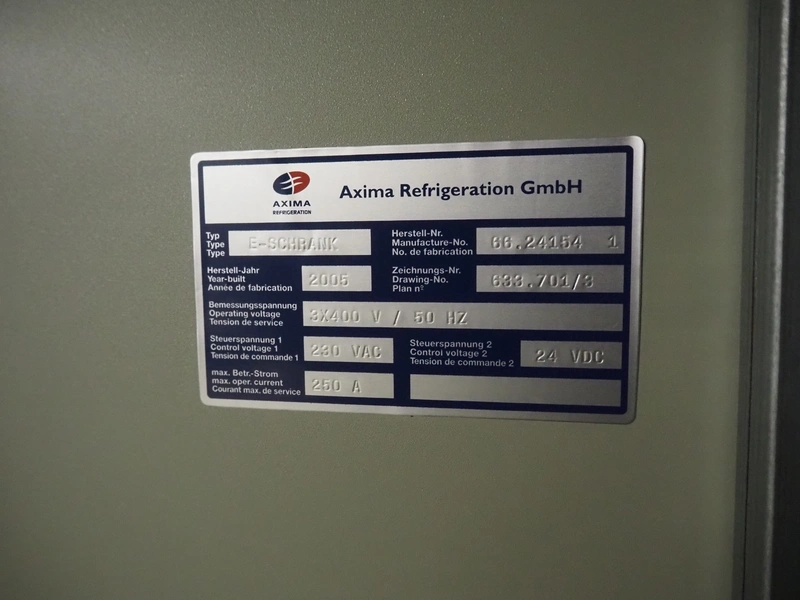 AXIMA
REFRIGERATION
Axima Refrigeration GmbH
Typ
Type
Type
E-SCHRANK
Herstell-Nr.
Manufacture-No.
No. de fabrication
66.24154 1
Herstell-Jahr
Year-built
Année de fabrication
2005
Zeichnungs-Nr.
Drawing-No.
Plan nº
633.701/3
Bemessungsspannung
Operating voltage
Tension de service
3X400 V / 50 HZ
Steuerspannung 1
Control voltage 1
Tension de commande 1
230 VAC
Steuerspannung 2
Control voltage 2
Tension de commande 2
24 VDC
max. Betr.-Strom
max. oper. current
Courant max. de service
250 A